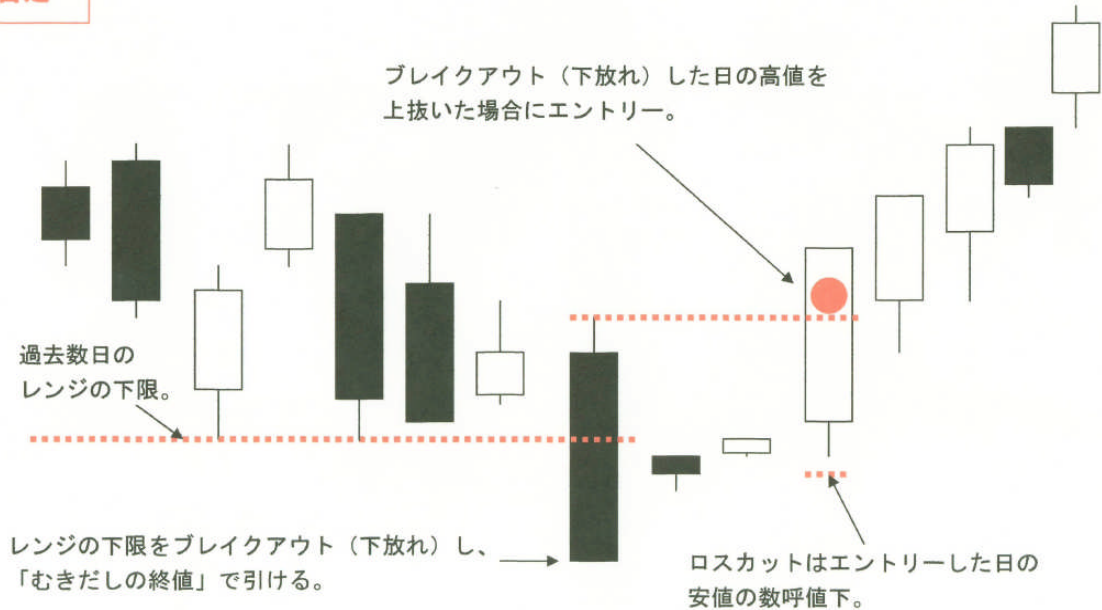 ブレイクアウト（下放れ）した日の高値を
上抜いた場合にエントリー。
過去数日の
レンジの下限。
レンジの下限をブレイクアウト（下放れ）し、
「むきだしの終値」で引ける。
ロスカットはエントリーした日の
安値の数呼値下。